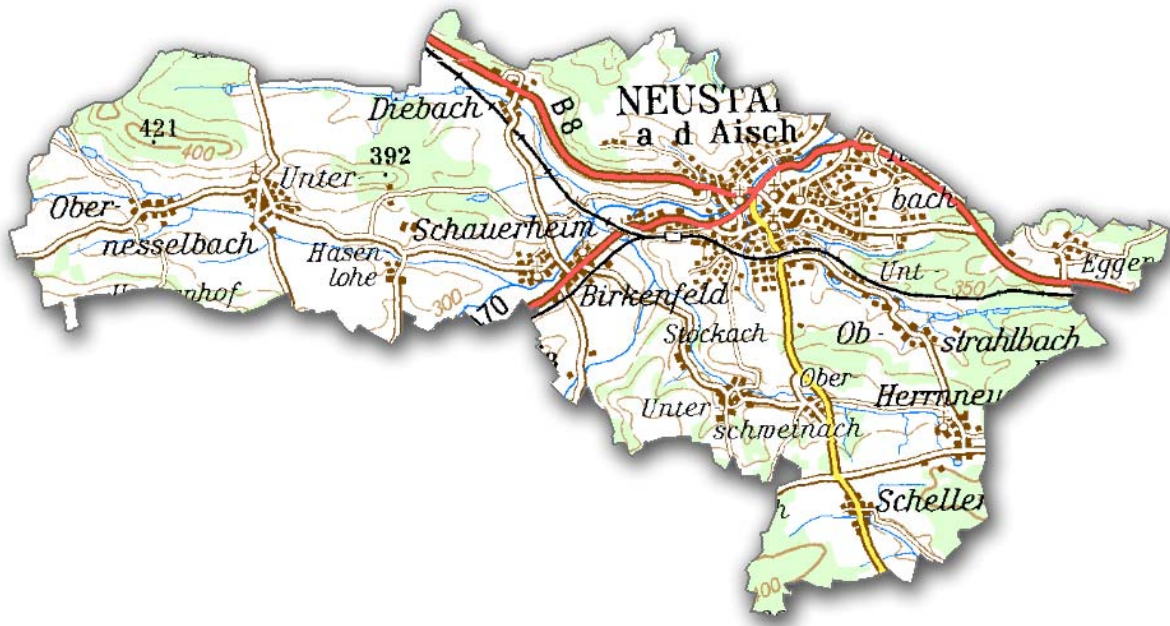 NEUSTA
a d Aisch
B 8
Diebach
421
400
392
Unter
Ober-
nesselbach
Schauerheim
Hasen
lohe
bach
Egger
Unt -
350
300
Birkenfeld
Stockach
Ob -
strahlbach
Ober
Unter
schweinach
Herrnneu
Scheller
400